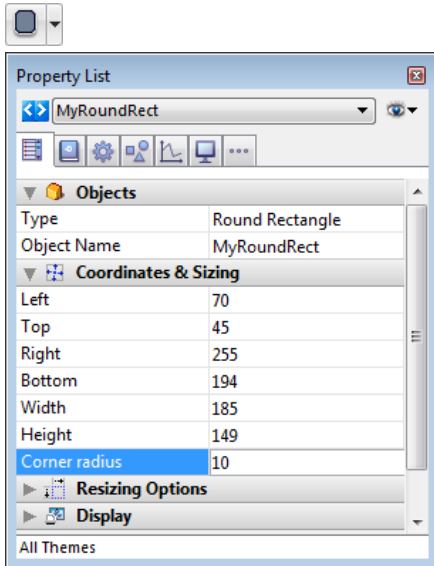 Property List
MyRoundRect
Objects
Type Round Rectangle
Object Name MyRoundRect
Coordinates & Sizing
Left 70
Top 45
Right 255
Bottom 194
Width 185
Height 149
Corner radius 10
Resizing Options
Display
All Themes